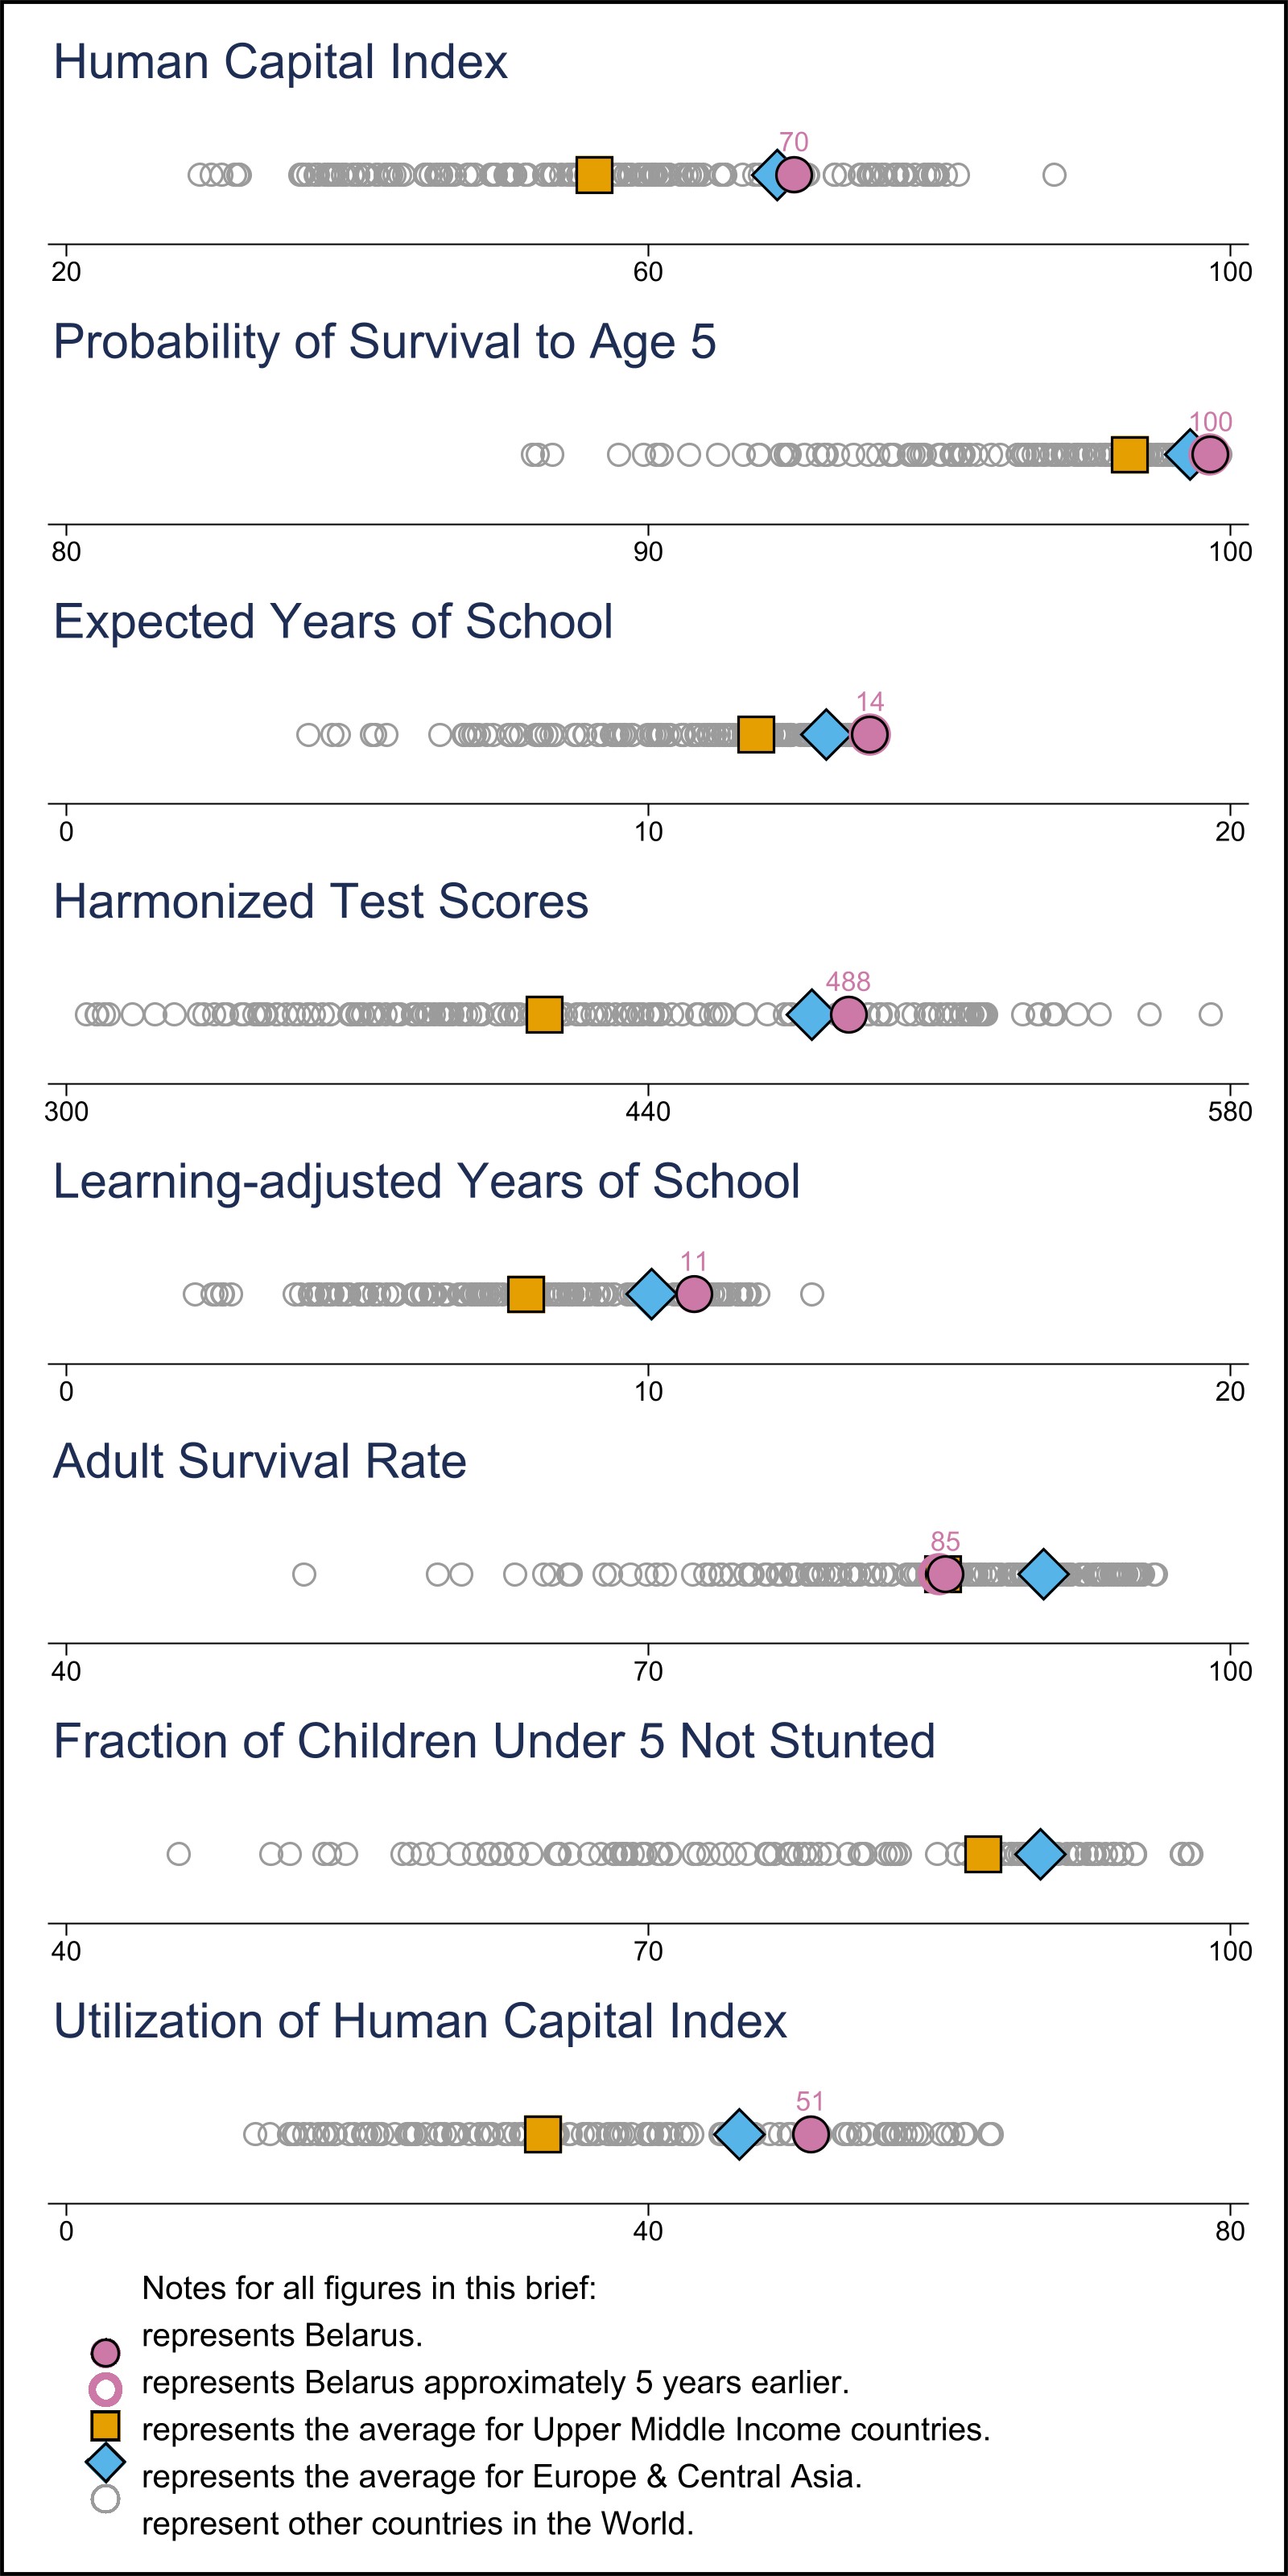 Human Capital Index
70
20 60 100
Probability of Survival to Age 5
100
80 90 100
Expected Years of School
14
0 10 20
Harmonized Test Scores
488
300 440 580
Learning-adjusted Years of School
11
0 10 20
Adult Survival Rate
85
40 70 100
Fraction of Children Under 5 Not Stunted
40 70 100
Utilization of Human Capital Index
51
0 40 80
Notes for all figures in this brief:
represents Belarus.
represents Belarus approximately 5 years earlier.
represents the average for Upper Middle Income countries.
represents the average for Europe & Central Asia.
represent other countries in the World.